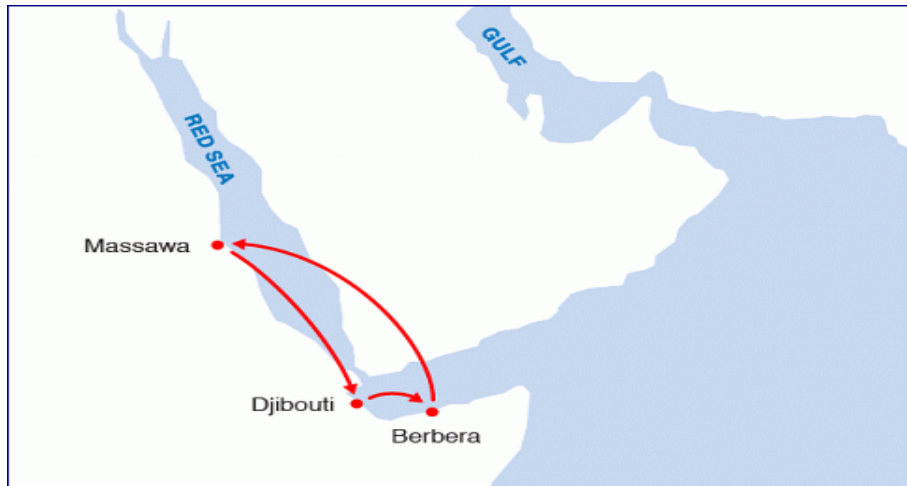 GULF
RED SEA
Massawa
Djibouti
Berbera